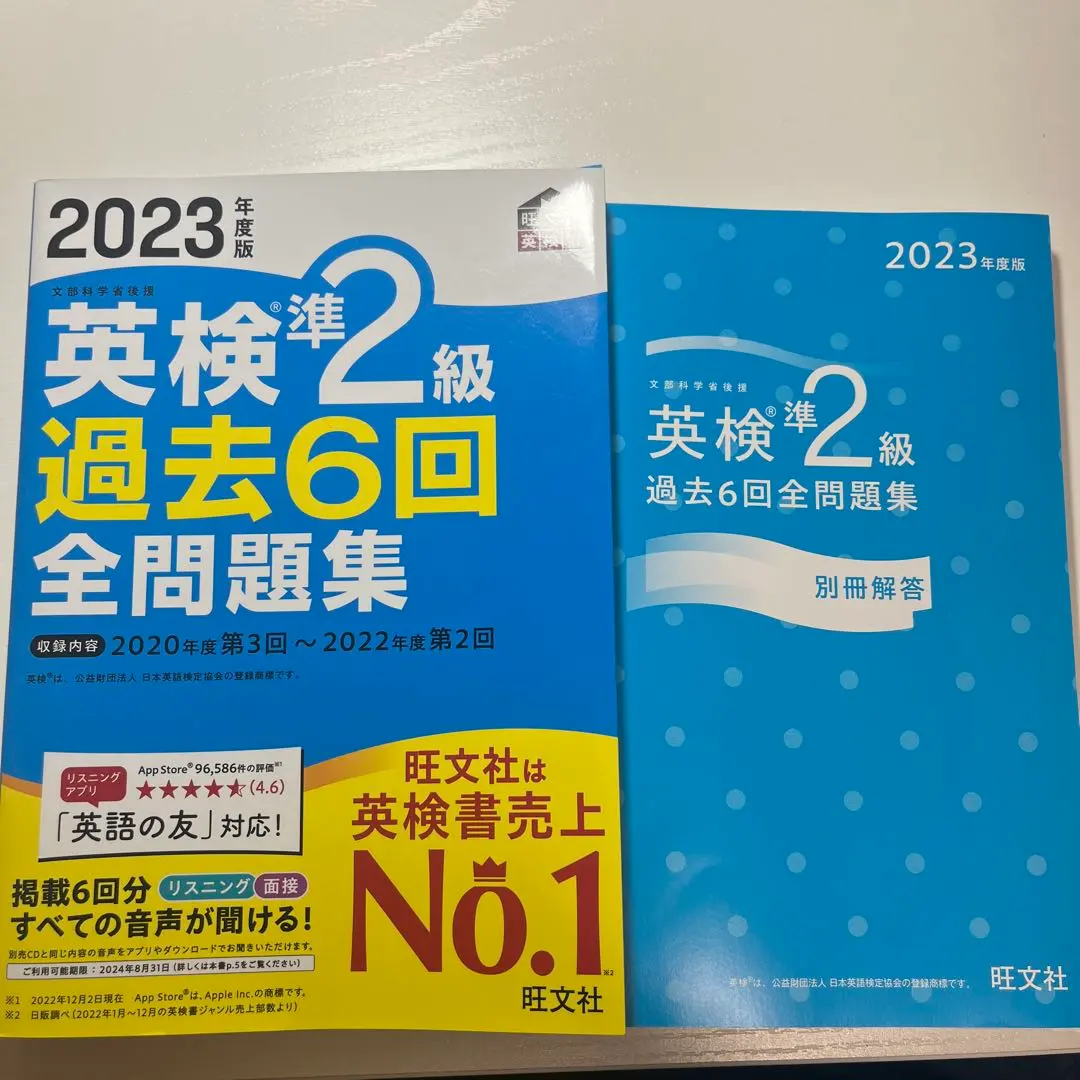 2023年度版
旺文
英検
文部科学省後援
英検®準2級
過去6回
全問題集
収録内容 2020年度第3回～2022年度第2回
英検®は、公益財団法人 日本英語検定協会の登録商標です。
リスニング
アプリ
App Store® 96,586件の評価※1
★★★★★(4.6)
「英語の友」対応!
掲載6回分 リスニング 面接
すべての音声が聞ける!
別売CDと同じ内容の音声をアプリやダウンロードでお聞きいただけます。
ご利用可能期限:2024年8月31日(詳しくは本書p.5をご覧ください)
※1 2022年12月2日現在 App Store®は、Apple Inc.の商標です。
※2 日販調べ(2022年1月～12月の英検書ジャンル売上部数より)
旺文社は
英検書売上
No.1
※2
旺文社
2023年度版
文部科学省後援
英検®準2級
過去6回全問題集
別冊解答
英検®は、公益財団法人 日本英語検定協会の登録商標です。
旺文社